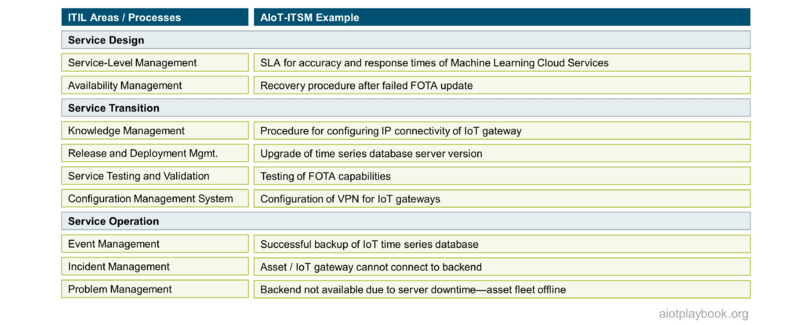 ITIL Areas / Processes AIoT-ITSM Example
Service Design
Service-Level Management SLA for accuracy and response times of Machine Learning Cloud Services
Availability Management Recovery procedure after failed FOTA update
Service Transition
Knowledge Management Procedure for configuring IP connectivity of IoT gateway
Release and Deployment Mgmt. Upgrade of time series database server version
Service Testing and Validation Testing of FOTA capabilities
Configuration Management System Configuration of VPN for IoT gateways
Service Operation
Event Management Successful backup of IoT time series database
Incident Management Asset / IoT gateway cannot connect to backend
Problem Management Backend not available due to server downtime—asset fleet offline
aiotplaybook.org